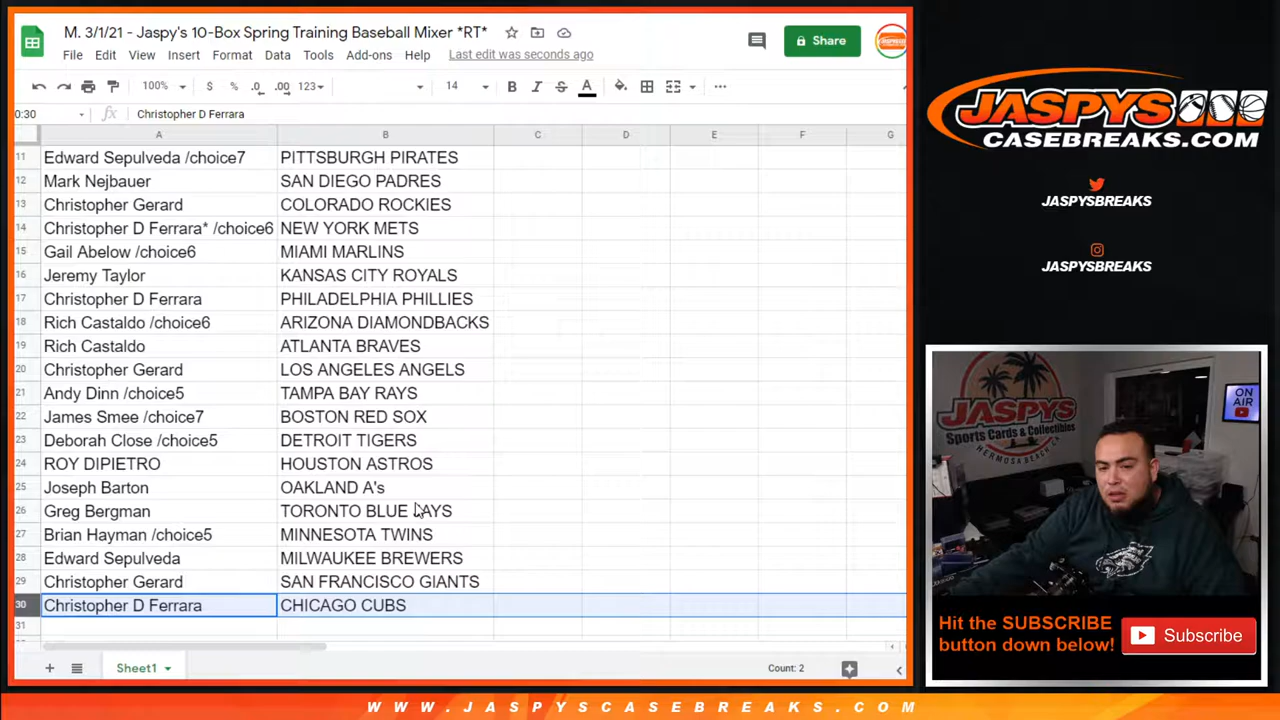 M. 3/1/21 - Jaspy's 10-Box Spring Training Baseball Mixer *RT*
File Edit View Insert Format Data Tools Add-ons Help Last edit was seconds ago
Share
100% $ % .0 .00 123 14 B I S A
0:30 fx Christopher D Ferrara
A B C D E F G
11 Edward Sepulveda /choice7 PITTSBURGH PIRATES
12 Mark Nejbauer SAN DIEGO PADRES
13 Christopher Gerard COLORADO ROCKIES
14 Christopher D Ferrara* /choice6 NEW YORK METS
15 Gail Abelow /choice6 MIAMI MARLINS
16 Jeremy Taylor KANSAS CITY ROYALS
17 Christopher D Ferrara PHILADELPHIA PHILLIES
18 Rich Castaldo /choice6 ARIZONA DIAMONDBACKS
19 Rich Castaldo ATLANTA BRAVES
20 Christopher Gerard LOS ANGELES ANGELS
21 Andy Dinn /choice5 TAMPA BAY RAYS
22 James Smee /choice7 BOSTON RED SOX
23 Deborah Close /choice5 DETROIT TIGERS
24 ROY DIPIETRO HOUSTON ASTROS
25 Joseph Barton OAKLAND A's
26 Greg Bergman TORONTO BLUE JAYS
27 Brian Hayman /choice5 MINNESOTA TWINS
28 Edward Sepulveda MILWAUKEE BREWERS
29 Christopher Gerard SAN FRANCISCO GIANTS
30 Christopher D Ferrara CHICAGO CUBS
31
Sheet1 Count: 2
JASPYS
CASEBREAKS.COM
JASPYSBREAKS
JASPYSBREAKS
JASPYS
Sports Cards & Collectibles
HERMOSA BEACH, CA
ON
AIR
Hit the SUBSCRIBE
button down below!
Subscribe
WWW.JASPYSCASEBREAKS.COM